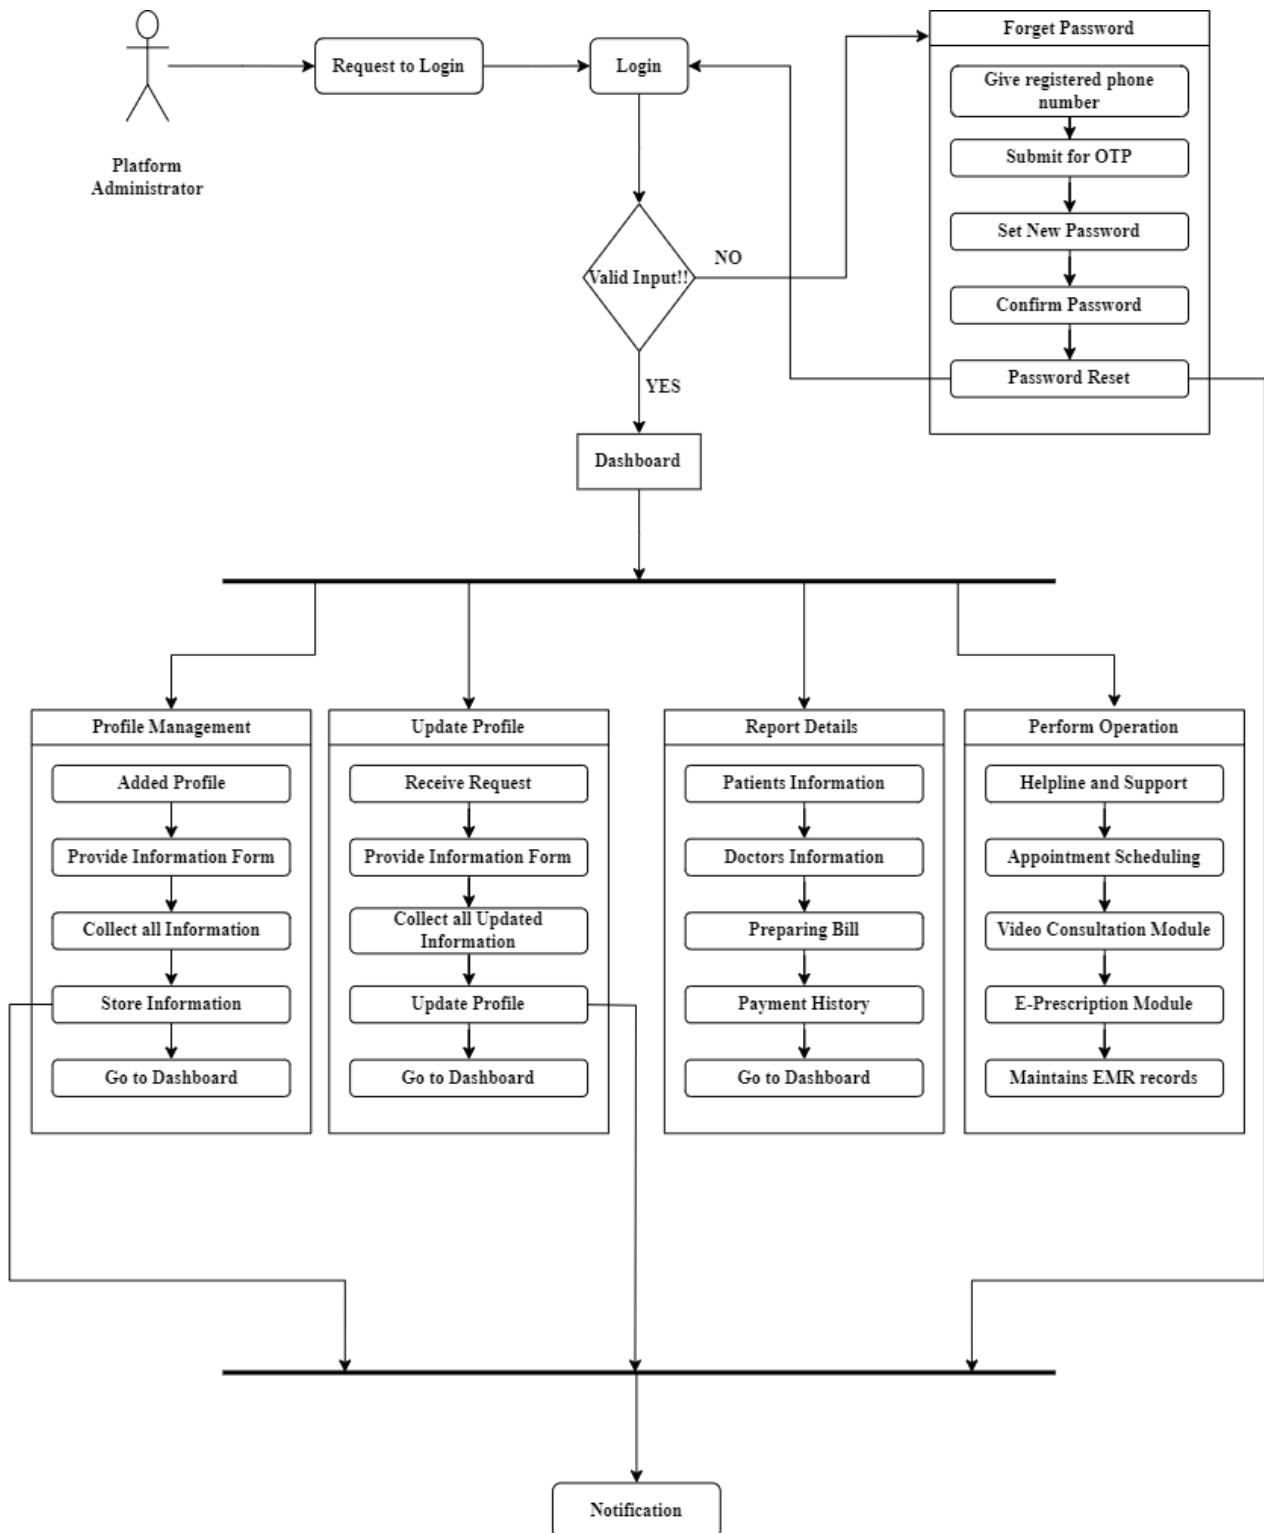 Forget Password
Request to Login
Login
Give registered phone
number
Submit for OTP
Platform
Administrator
Set New Password
NO
Valid Input!!
Confirm Password
Password Reset
YES
Dashboard
Profile Management
Added Profile
Provide Information Form
Collect all Information
Store Information
Go to Dashboard
Update Profile
Receive Request
Provide Information Form
Collect all Updated
Information
Update Profile
Go to Dashboard
Report Details
Patients Information
Doctors Information
Preparing Bill
Payment History
Go to Dashboard
Perform Operation
Helpline and Support
Appointment Scheduling
Video Consultation Module
E-Prescription Module
Maintains EMR records
Notification